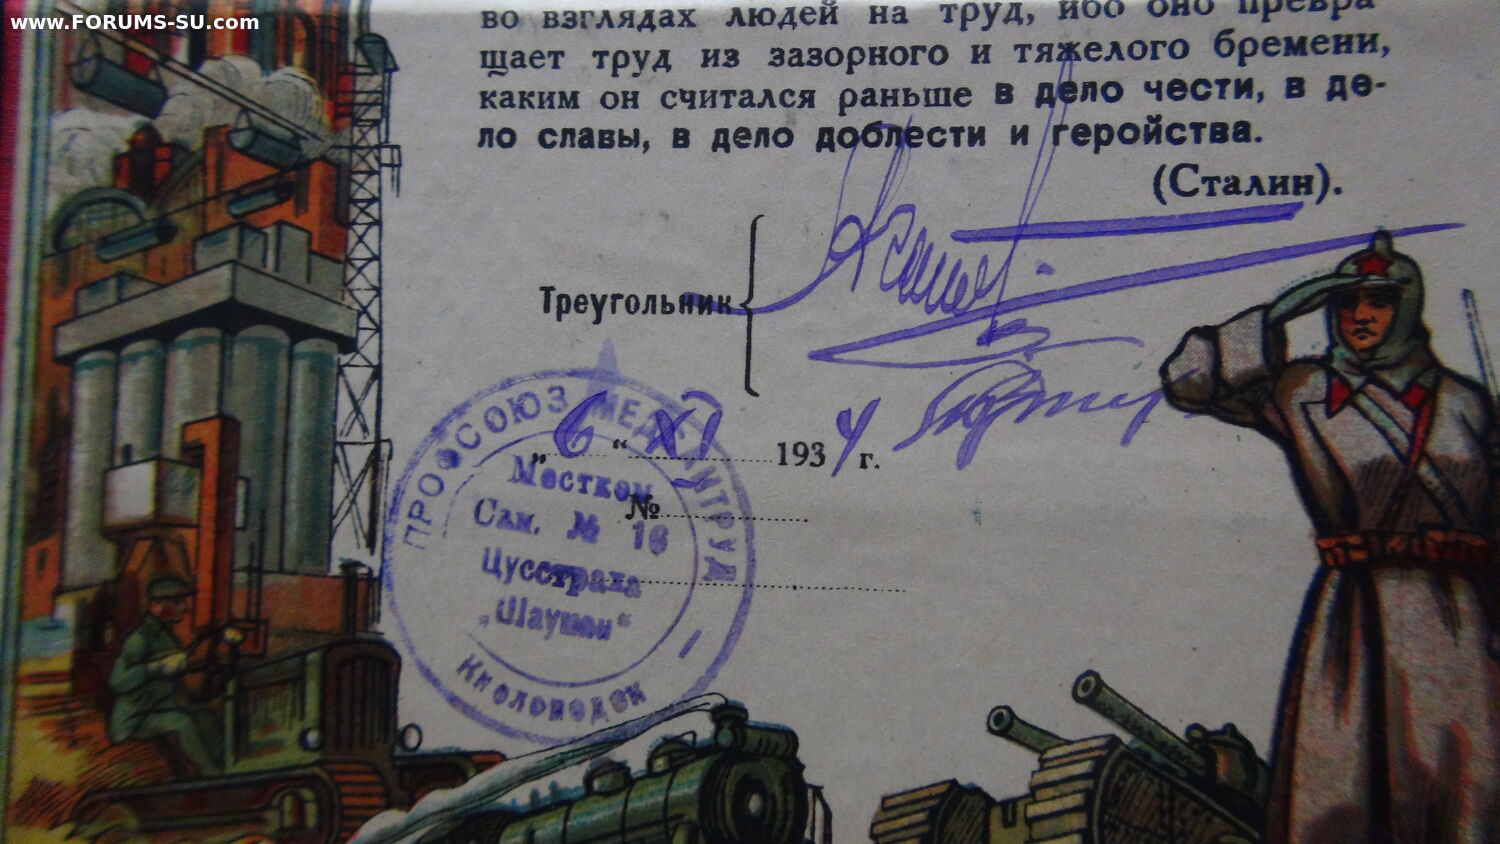 www.FORUMS-SU.com
во взглядах людей на труд, ибо оно превра
щает труд из зазорного и тяжелого бремени,
каким он считался раньше в дело чести, в де-
ло славы, в дело доблести и геройства.
(Сталин).
Треугольник
„6“ XI 1934 г.
№
ПРОФСОЮЗ МЕДСАНТРУД
Местком
Сан. № 16
Цусстраха
„Шаумян“
Кисловодск